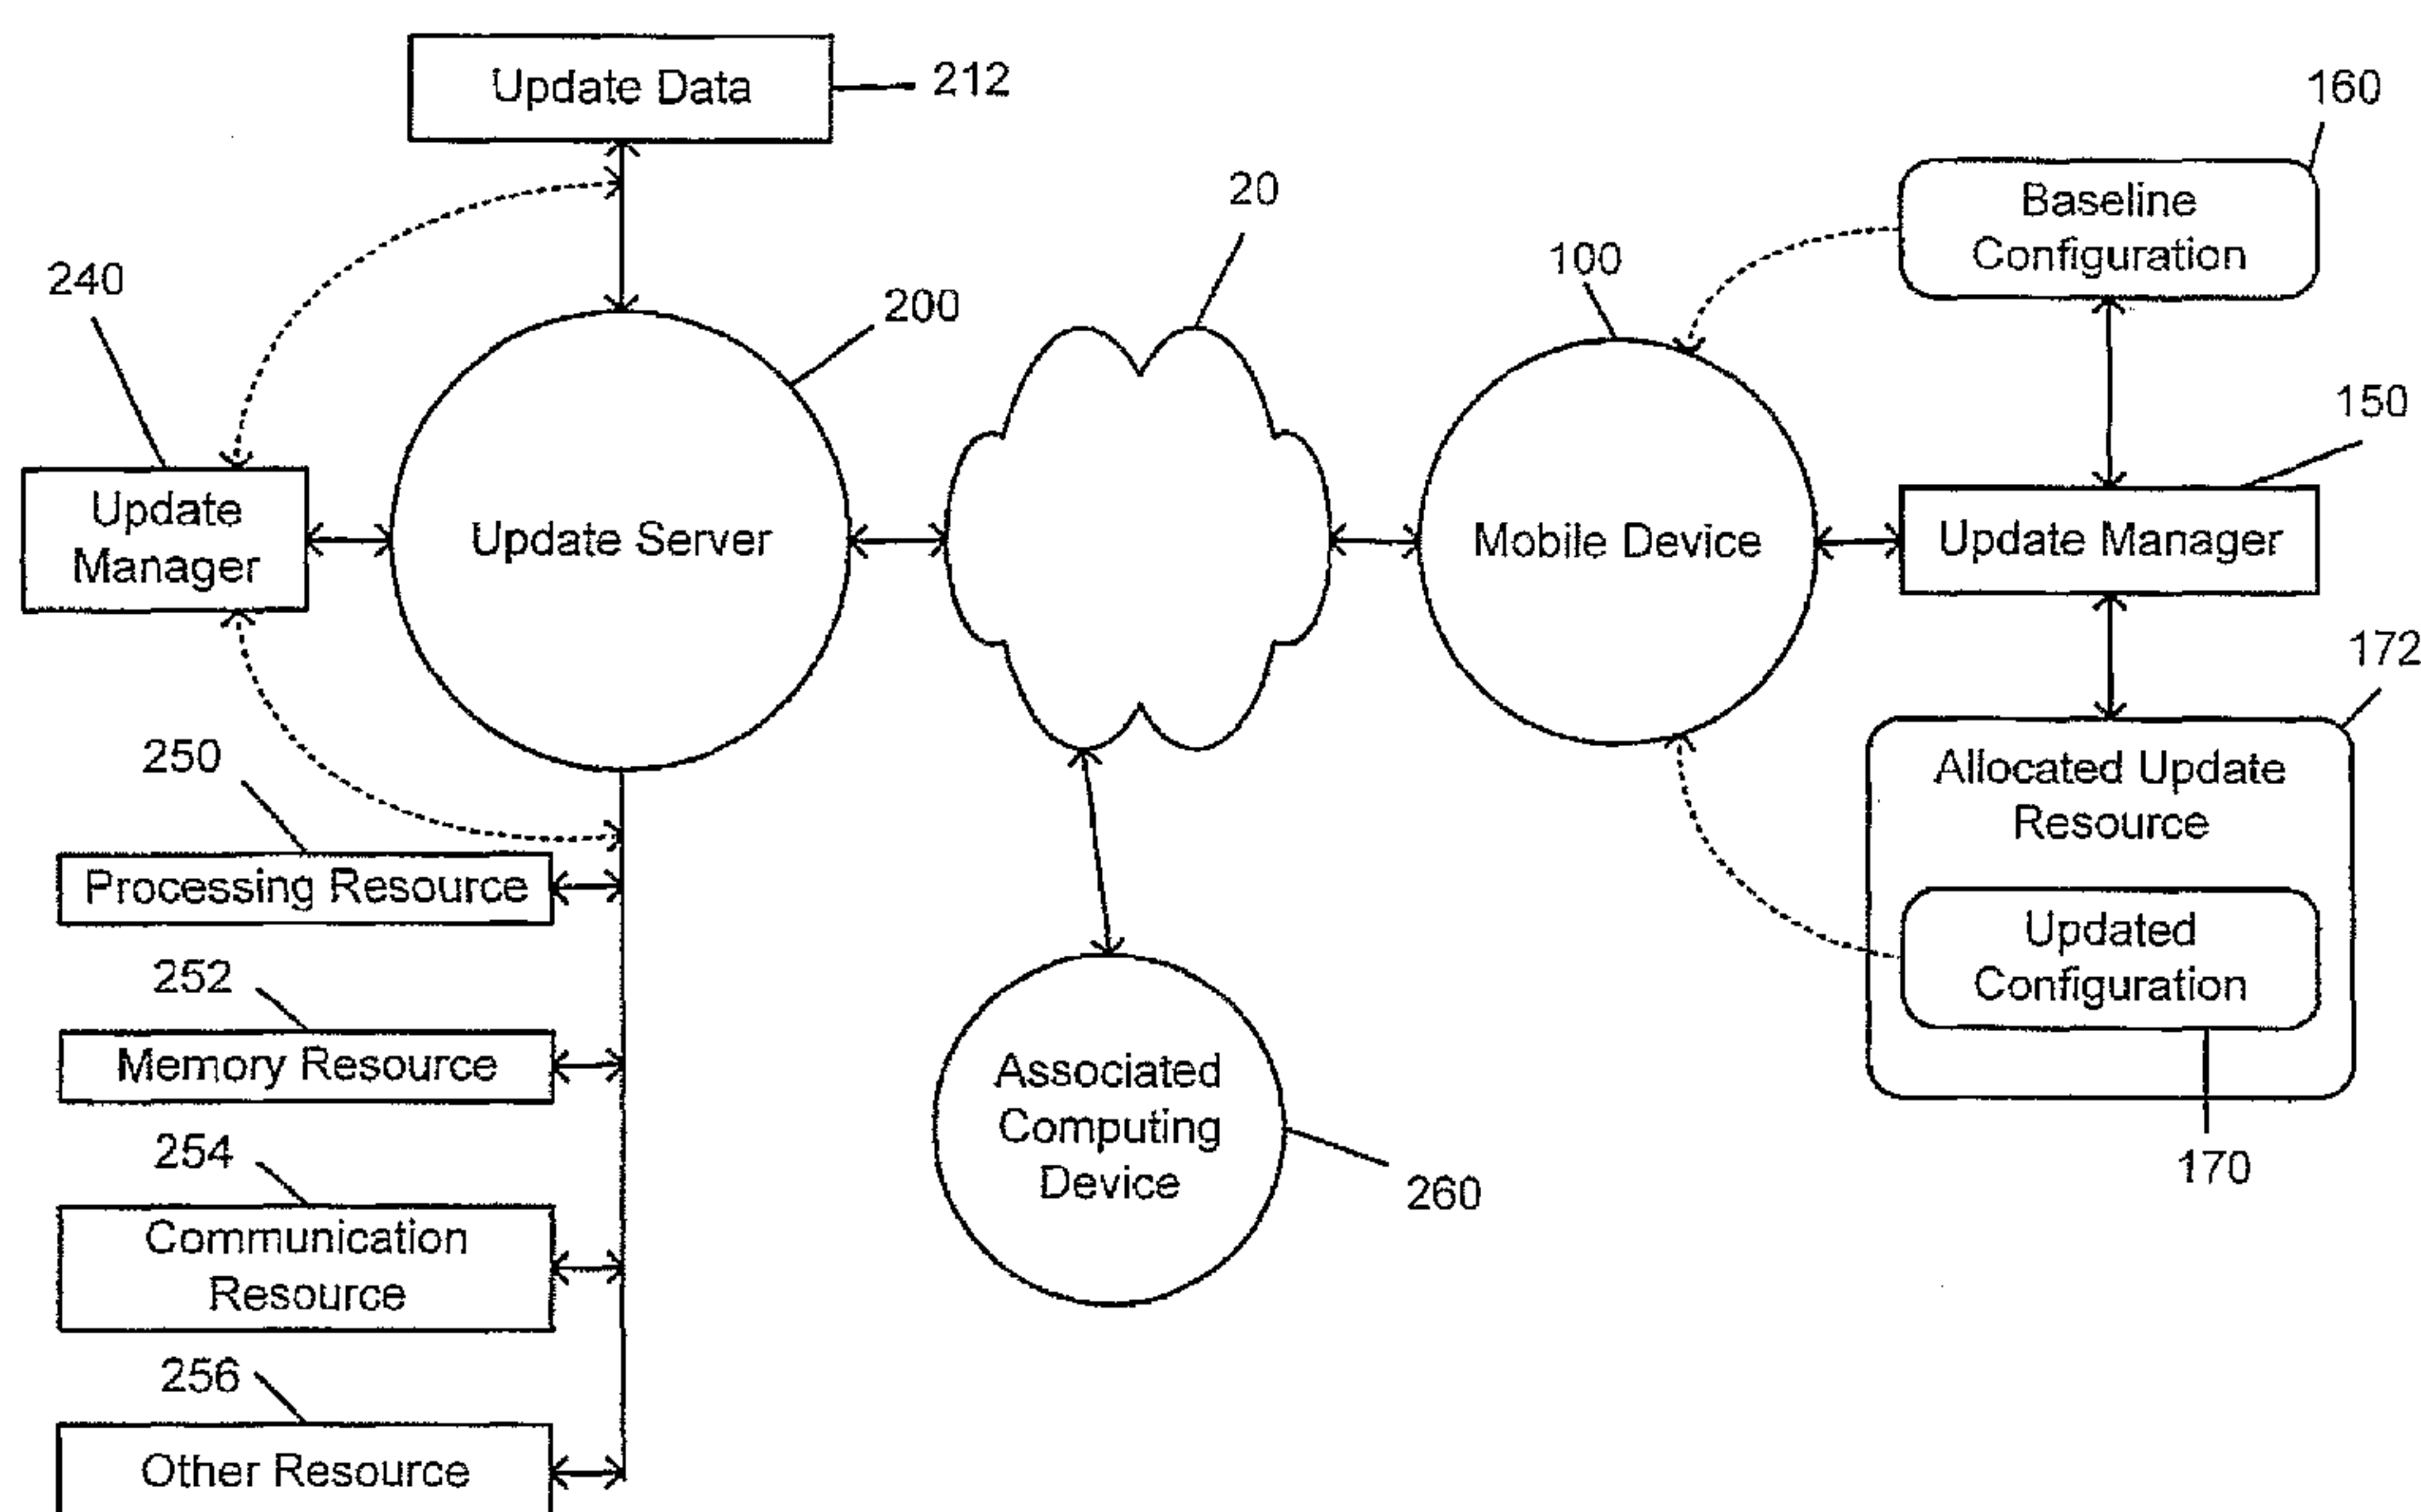 Update Data
212
160
Baseline
Configuration
20
100
240
200
150
Update
Manager
Update Server
Mobile Device
Update Manager
172
250
Allocated Update
Resource
Processing Resource
Updated
Configuration
252
Memory Resource
Associated
Computing
Device
254
260
170
Communication
Resource
256
Other Resource